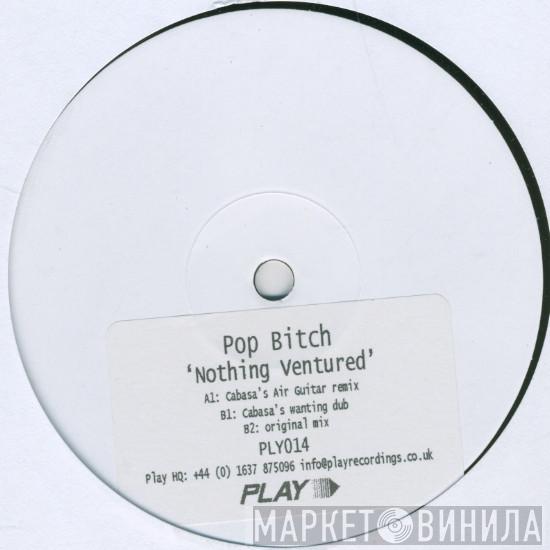 Pop Bitch
‘Nothing Ventured’
A1: Cabasa's Air Guitar remix
B1: Cabasa's wanting dub
B2: original mix
PLY014
Play HQ: +44 (0) 1637 875096 info@playrecordings.co.uk
PLAY
МАРКЕТ ВИНИЛА